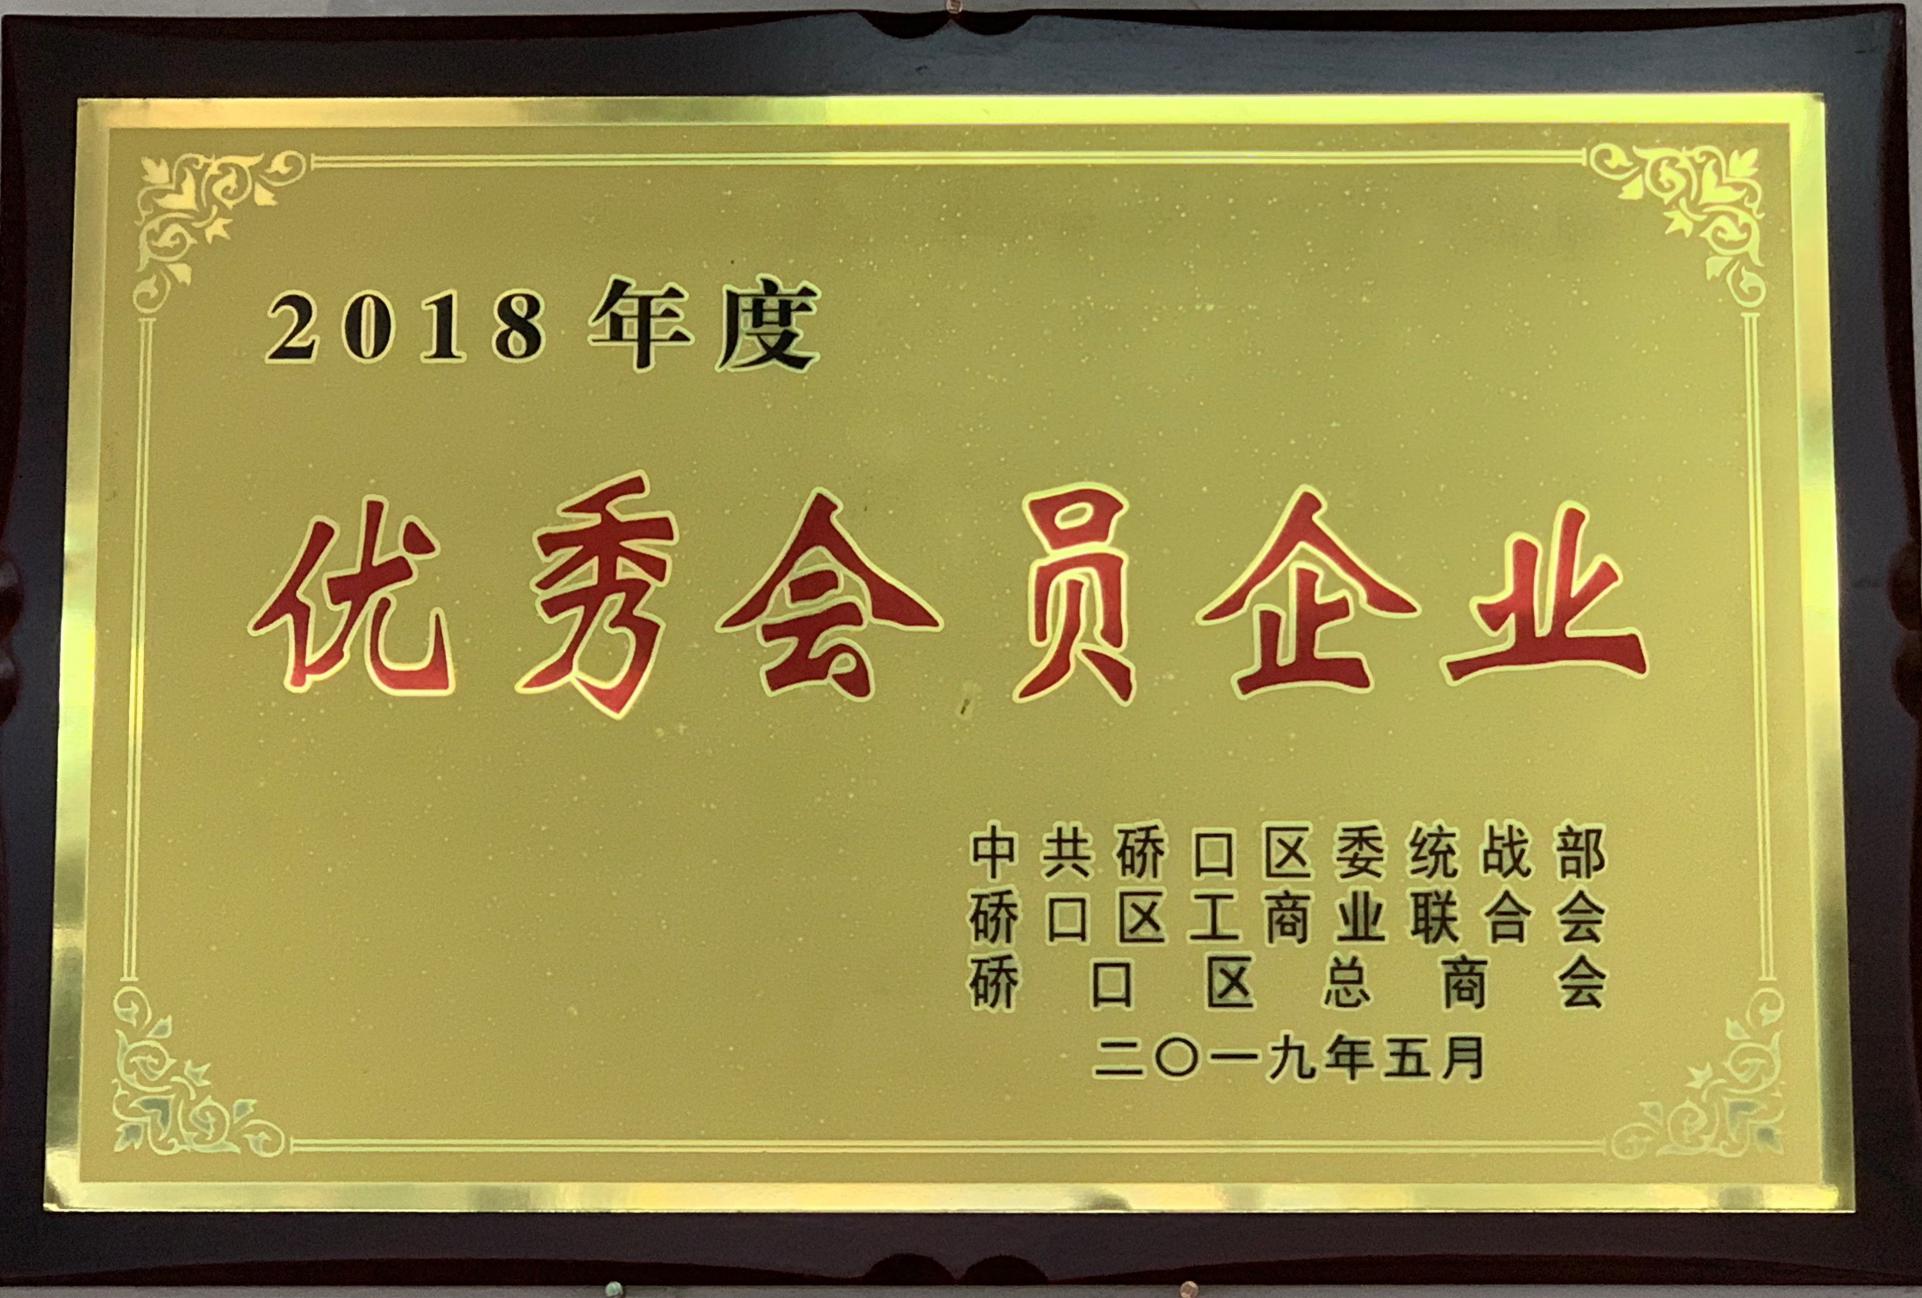 2018年度
优秀会员企业
中共硚口区委统战部
硚口区工商业联合会
硚口区总商会
二〇一九年五月